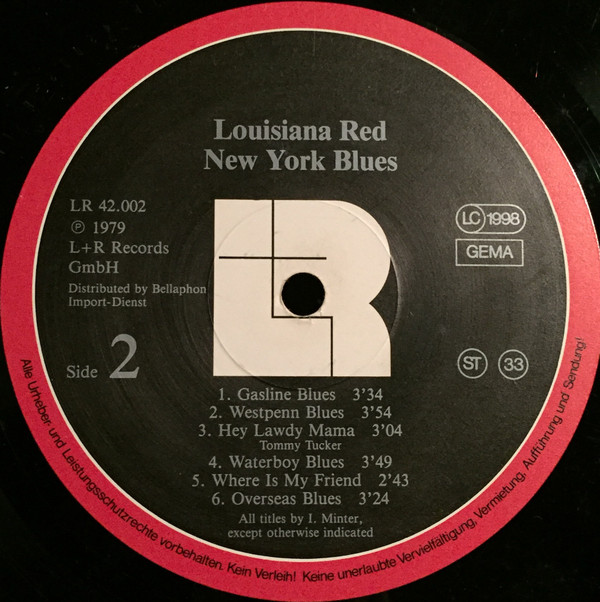 Louisiana Red
New York Blues
LR 42.002
℗ 1979
L+R Records
GmbH
Distributed by Bellaphon
Import-Dienst
LC 1998
GEMA
Side 2
ST 33
1. Gasline Blues 3'34
2. Westpenn Blues 3'54
3. Hey Lawdy Mama 3'04
Tommy Tucker
4. Waterboy Blues 3'49
5. Where Is My Friend 2'43
6. Overseas Blues 3'24
All titles by I. Minter,
except otherwise indicated
Alle Urheber- und Leistungsschutzrechte vorbehalten. Kein Verleih! Keine unerlaubte Vervielfältigung, Vermietung, Aufführung und Sendung!